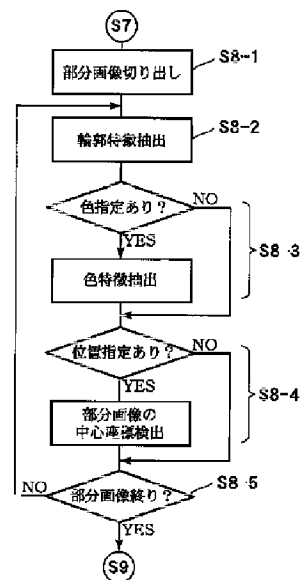 S7
部分画像切り出し
S8-1
輪郭特徴抽出
S8-2
色指定あり?
NO
YES
色特徴抽出
S8-3
位置指定あり?
NO
YES
部分画像の
中心座標検出
S8-4
部分画像終り?
NO
S8-5
YES
S9